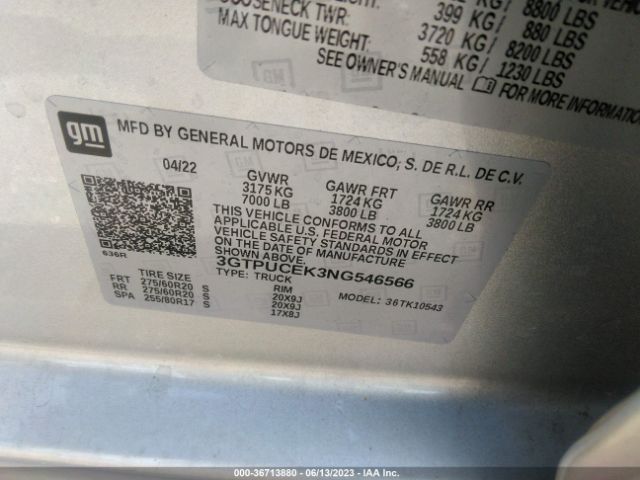 KG/ 8800 LBS
GOOSENECK TWR: 399 KG/ 880 LBS
3720 KG/ 8200 LBS
MAX TONGUE WEIGHT: 558 KG/ 1230 LBS
SEE OWNER'S MANUAL FOR MORE INFORMATION
gm
MFD BY GENERAL MOTORS DE MEXICO, S. DE R.L. DE C.V.
04/22
GVWR GAWR FRT GAWR RR
3175 KG 1724 KG 1724 KG
7000 LB 3800 LB 3800 LB
THIS VEHICLE CONFORMS TO ALL
APPLICABLE U.S. FEDERAL MOTOR
VEHICLE SAFETY STANDARDS IN EFFECT
ON THE DATE OF MANUFACTURE
SHOWN ABOVE.
636R
3GTPUCEK3NG546566
TYPE: TRUCK
MODEL: 36TK10543
TIRE SIZE RIM
FRT 275/60R20 S 20X9J
RR 275/60R20 S 20X9J
SPA 255/80R17 S 17X8J
000-36713880 - 06/13/2023 - IAA Inc.